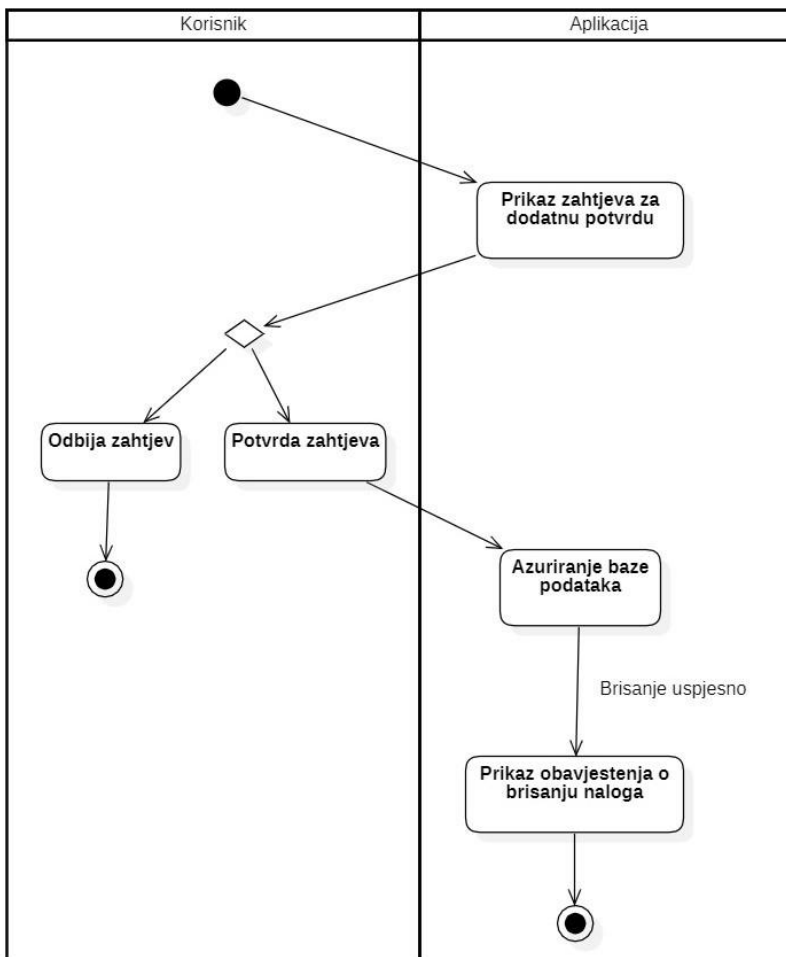 Korisnik
Aplikacija
Prikaz zahtjeva za
dodatnu potvrdu
Odbija zahtjev
Potvrda zahtjeva
Azuriranje baze
podataka
Brisanje uspjesno
Prikaz obavjestenja o
brisanju naloga